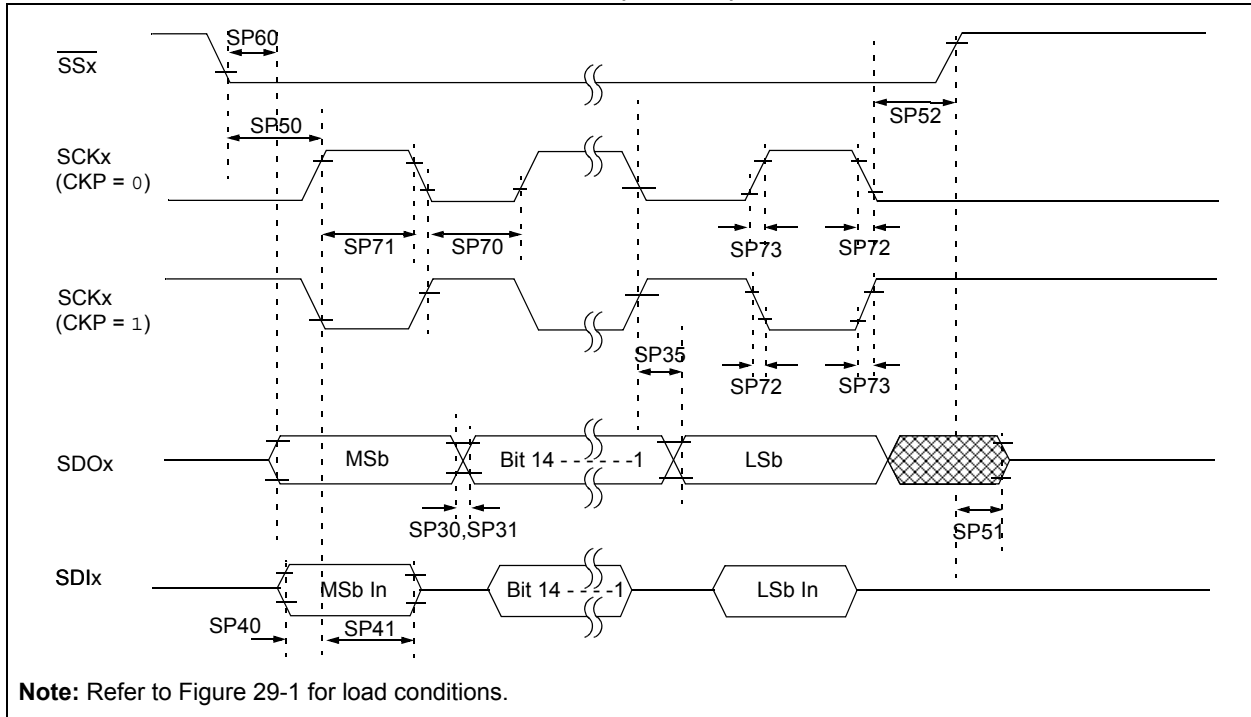 SP60
SSx
SP50
SP52
SCKx
(CKP = 0)
SP71
SP70
SP73
SP72
SCKx
(CKP = 1)
SP35
SP72
SP73
SDOx
MSb
Bit 14 - - - - - -1
LSb
SP30,SP31
SP51
SDIx
MSb In
Bit 14 - - - -1
LSb In
SP40
SP41
Note: Refer to Figure 29-1 for load conditions.